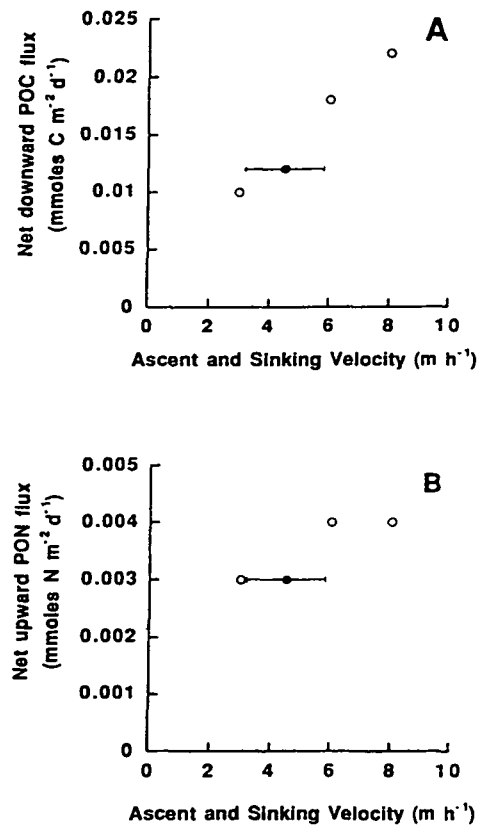 A
Net downward POC flux
(mmoles C m⁻² d⁻¹)
0.025
0.02
0.015
0.01
0.005
0
0 2 4 6 8 10
Ascent and Sinking Velocity (m h⁻¹)
B
Net upward PON flux
(mmoles N m⁻² d⁻¹)
0.005
0.004
0.003
0.002
0.001
0
0 2 4 6 8 10
Ascent and Sinking Velocity (m h⁻¹)